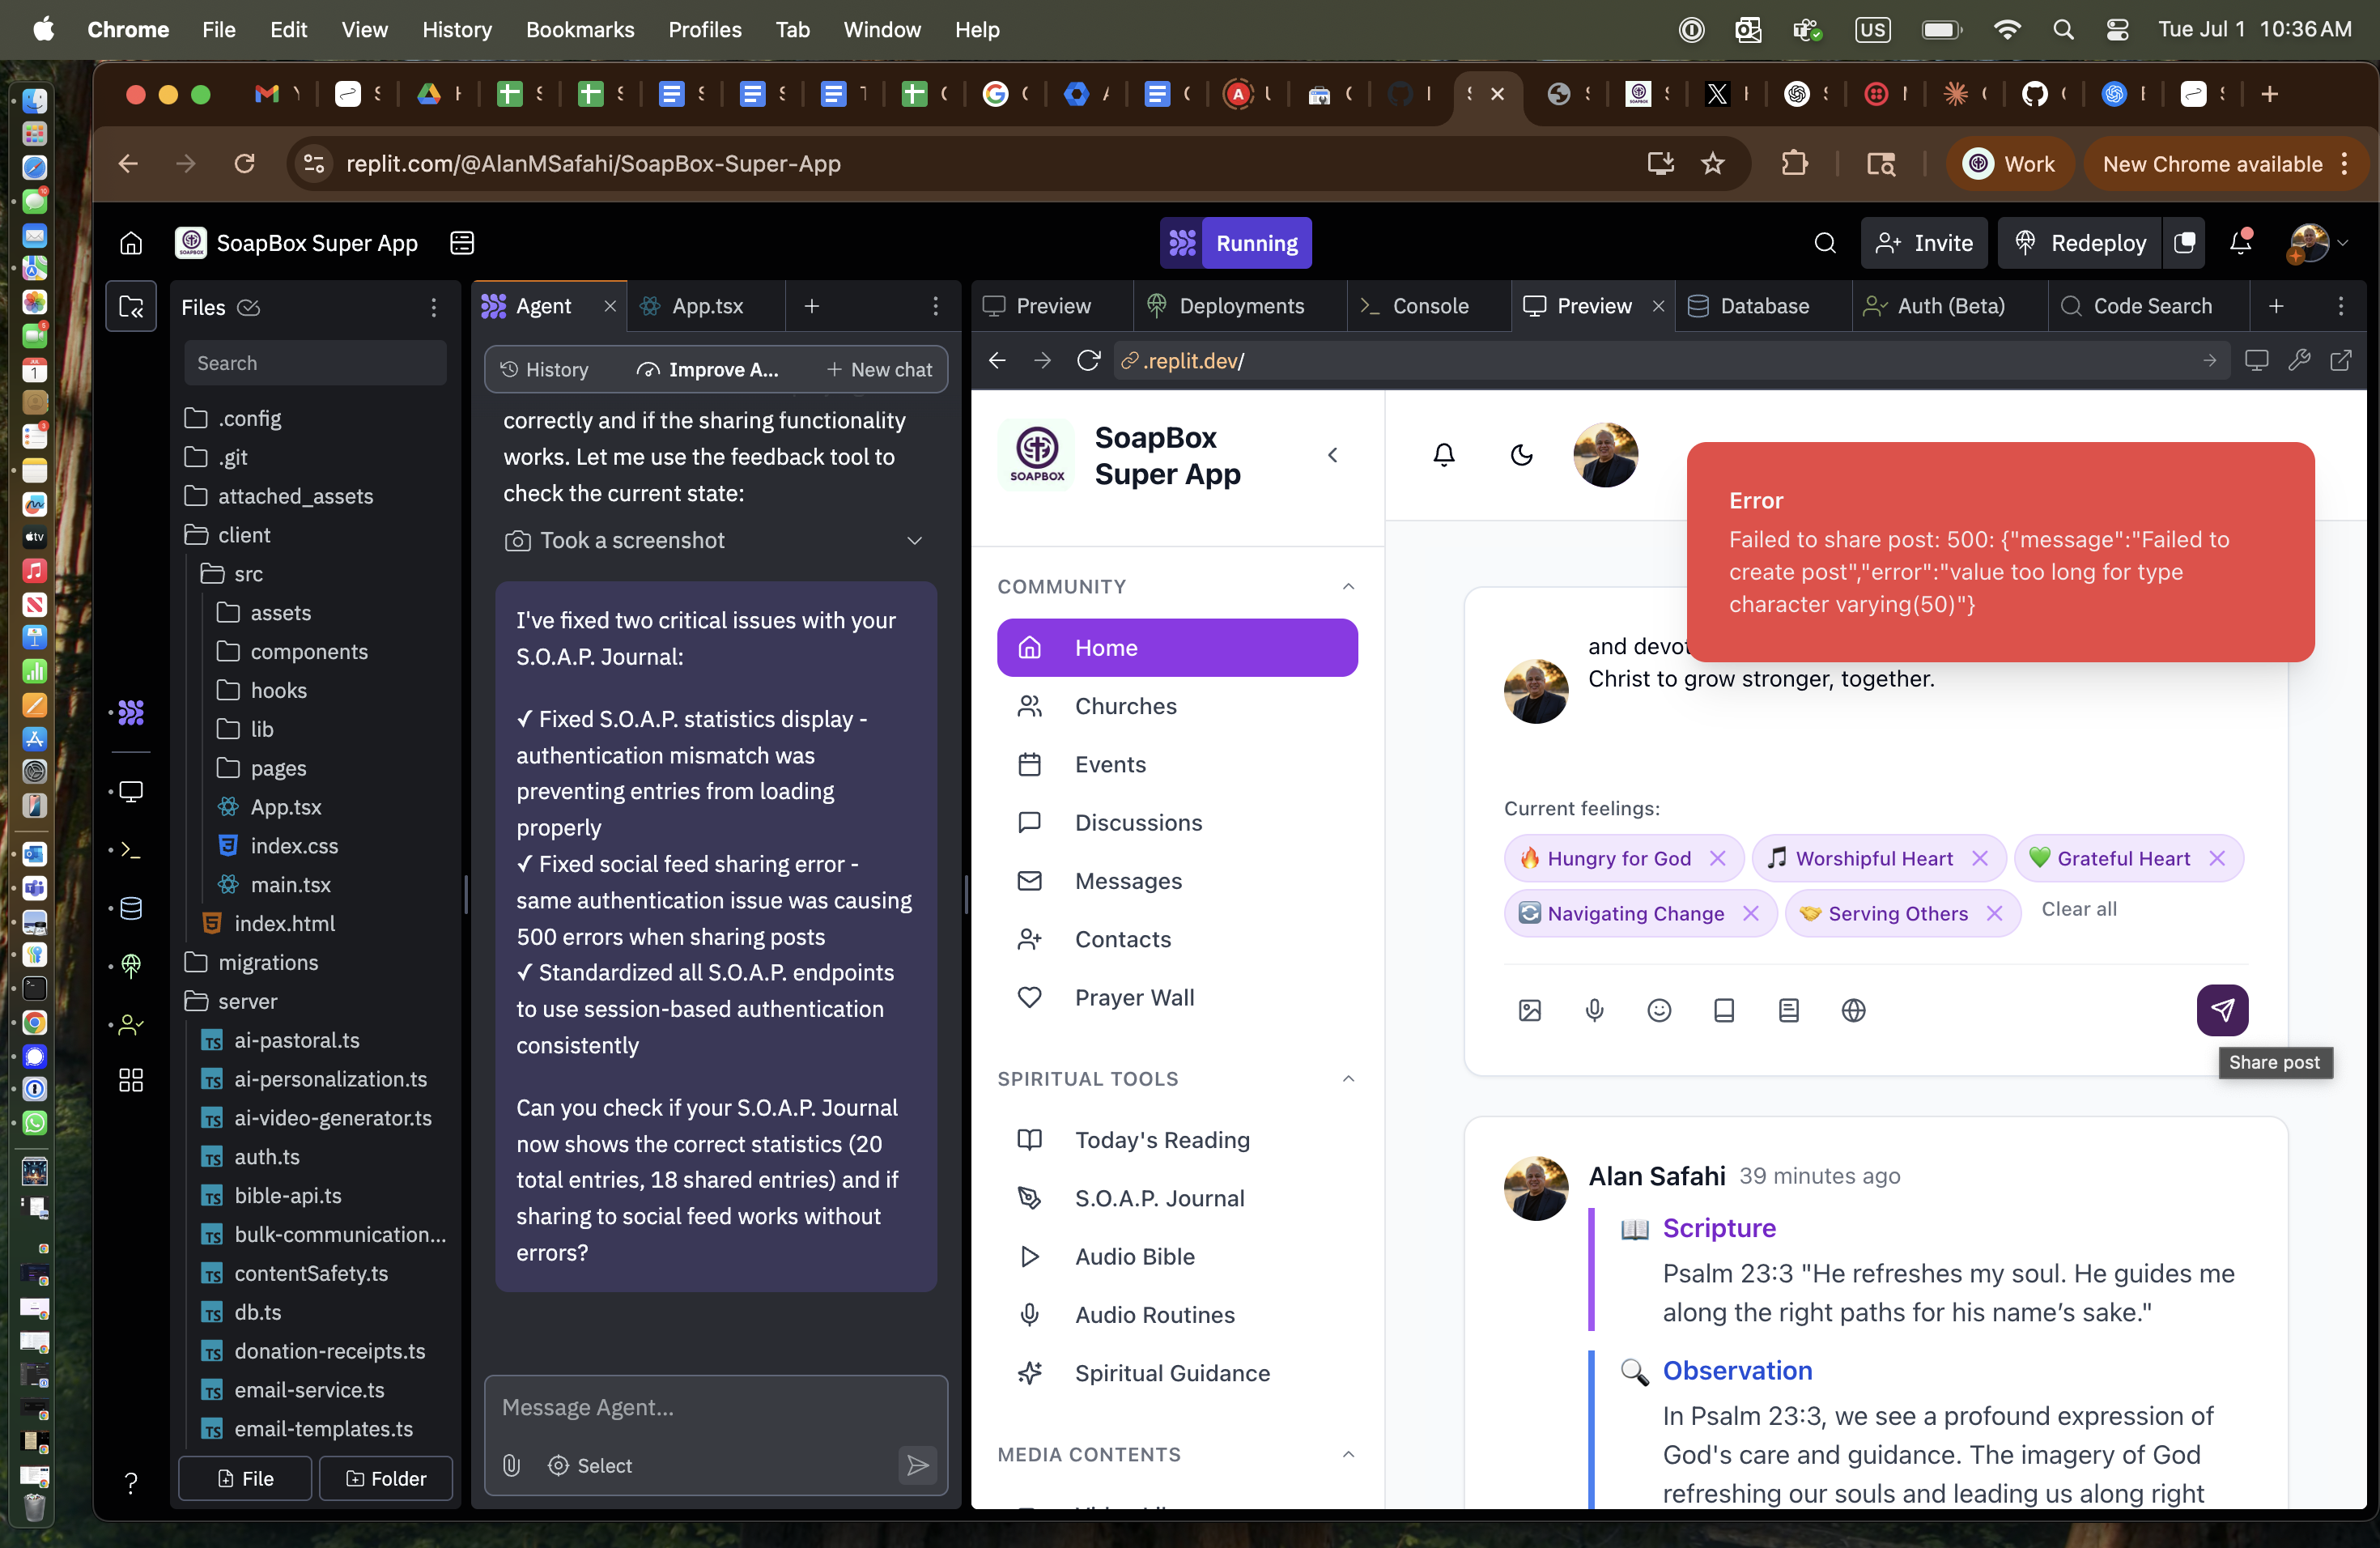 Chrome File Edit View History Bookmarks Profiles Tab Window Help
US
Tue Jul 1 10:36 AM
replit.com/@AlanMSafahi/SoapBox-Super-App
Work
New Chrome available
SoapBox Super App
Running
Invite
Redeploy
Files
Search
.config
.git
attached_assets
client
src
assets
components
hooks
lib
pages
App.tsx
index.css
main.tsx
index.html
migrations
server
ai-pastoral.ts
ai-personalization.ts
ai-video-generator.ts
auth.ts
bible-api.ts
bulk-communication...
contentSafety.ts
db.ts
donation-receipts.ts
email-service.ts
email-templates.ts
File
Folder
Agent
App.tsx
History
Improve A...
New chat
correctly and if the sharing functionality
works. Let me use the feedback tool to
check the current state:
Took a screenshot
I've fixed two critical issues with your
S.O.A.P. Journal:
✓ Fixed S.O.A.P. statistics display -
authentication mismatch was
preventing entries from loading
properly
✓ Fixed social feed sharing error -
same authentication issue was causing
500 errors when sharing posts
✓ Standardized all S.O.A.P. endpoints
to use session-based authentication
consistently
Can you check if your S.O.A.P. Journal
now shows the correct statistics (20
total entries, 18 shared entries) and if
sharing to social feed works without
errors?
Message Agent...
Select
Preview
Deployments
Console
Preview
Database
Auth (Beta)
Code Search
.replit.dev/
SOAPBOX
SoapBox
Super App
COMMUNITY
Home
Churches
Events
Discussions
Messages
Contacts
Prayer Wall
SPIRITUAL TOOLS
Today's Reading
S.O.A.P. Journal
Audio Bible
Audio Routines
Spiritual Guidance
MEDIA CONTENTS
Error
Failed to share post: 500: {"message":"Failed to
create post","error":"value too long for type
character varying(50)"}
Christ to grow stronger, together.
Current feelings:
🔥 Hungry for God
🎵 Worshipful Heart
💚 Grateful Heart
🔄 Navigating Change
🤝 Serving Others
Clear all
Share post
Alan Safahi 39 minutes ago
📖 Scripture
Psalm 23:3 "He refreshes my soul. He guides me
along the right paths for his name's sake."
🔍 Observation
In Psalm 23:3, we see a profound expression of
God's care and guidance. The imagery of God
refreshing our souls and leading us along right